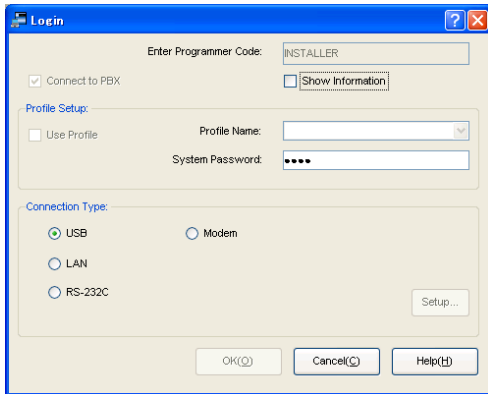 Login
Enter Programmer Code: INSTALLER
Connect to PBX Show Information
Profile Setup:
Use Profile Profile Name:
System Password: ••••
Connection Type:
USB Modem
LAN
RS-232C
Setup...
OK(O) Cancel(C) Help(H)